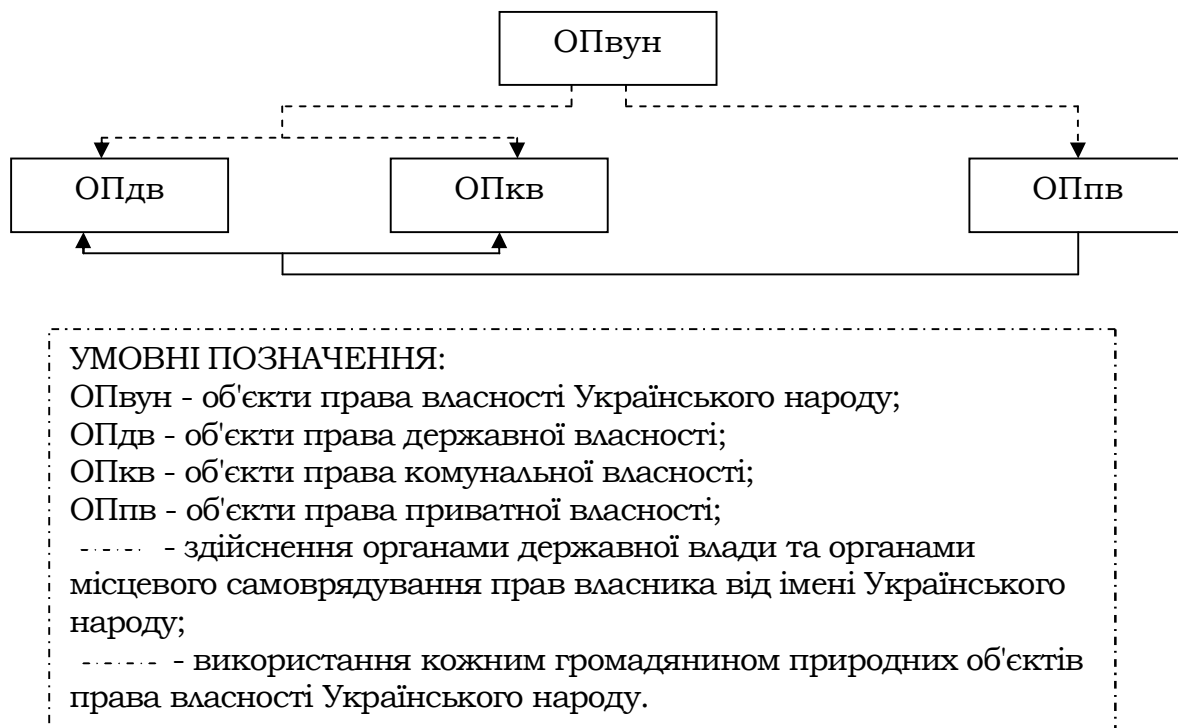 ОПвун
ОПдв
ОПкв
ОПпв
УМОВНІ ПОЗНАЧЕННЯ:
ОПвун - об'єкти права власності Українського народу;
ОПдв - об'єкти права державної власності;
ОПкв - об'єкти права комунальної власності;
ОПпв - об'єкти права приватної власності;
- здійснення органами державної влади та органами
місцевого самоврядування прав власника від імені Українського
народу;
- використання кожним громадянином природних об'єктів
права власності Українського народу.